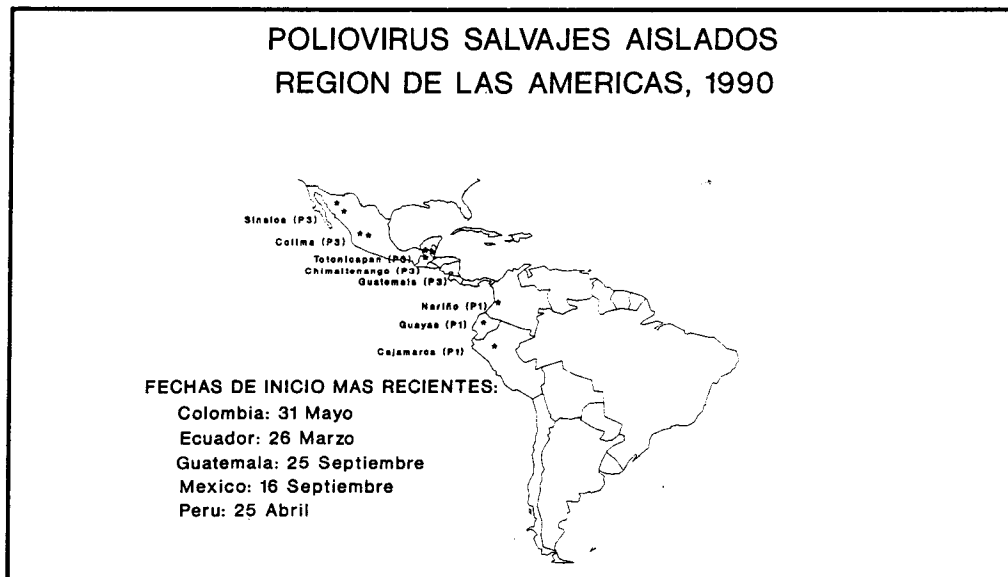 POLIOVIRUS SALVAJES AISLADOS
REGION DE LAS AMERICAS, 1990
Sinaloa (P3)
Colima (P3)
Totonicapan (P3)
Chimaltenango (P3)
Guatemala (P3)
Nariño (P1)
Guayas (P1)
Cajamarca (P1)
FECHAS DE INICIO MAS RECIENTES:
Colombia: 31 Mayo
Ecuador: 26 Marzo
Guatemala: 25 Septiembre
Mexico: 16 Septiembre
Peru: 25 Abril